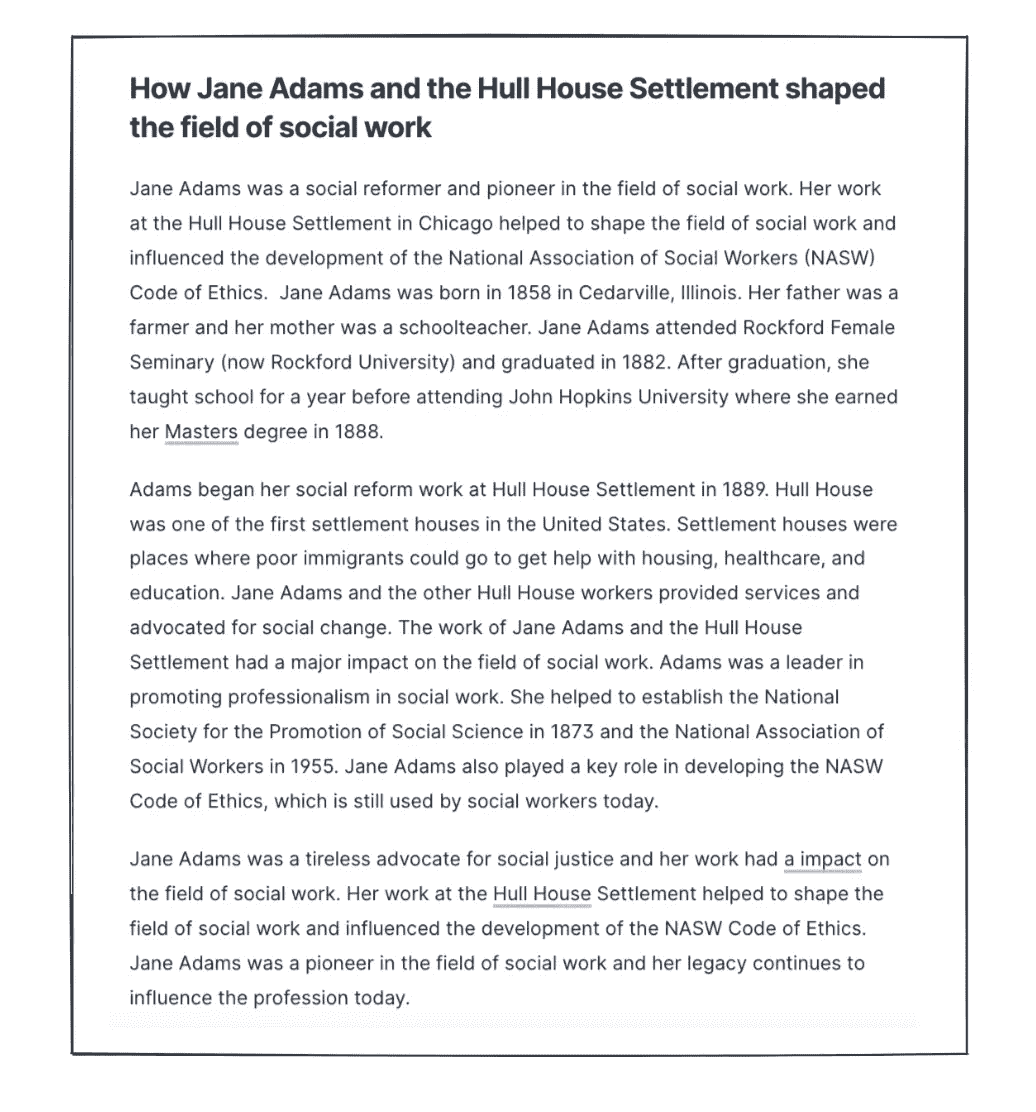 How Jane Adams and the Hull House Settlement shaped
the field of social work
Jane Adams was a social reformer and pioneer in the field of social work. Her work
at the Hull House Settlement in Chicago helped to shape the field of social work and
influenced the development of the National Association of Social Workers (NASW)
Code of Ethics.  Jane Adams was born in 1858 in Cedarville, Illinois. Her father was a
farmer and her mother was a schoolteacher. Jane Adams attended Rockford Female
Seminary (now Rockford University) and graduated in 1882. After graduation, she
taught school for a year before attending John Hopkins University where she earned
her Masters degree in 1888.
Adams began her social reform work at Hull House Settlement in 1889. Hull House
was one of the first settlement houses in the United States. Settlement houses were
places where poor immigrants could go to get help with housing, healthcare, and
education. Jane Adams and the other Hull House workers provided services and
advocated for social change. The work of Jane Adams and the Hull House
Settlement had a major impact on the field of social work. Adams was a leader in
promoting professionalism in social work. She helped to establish the National
Society for the Promotion of Social Science in 1873 and the National Association of
Social Workers in 1955. Jane Adams also played a key role in developing the NASW
Code of Ethics, which is still used by social workers today.
Jane Adams was a tireless advocate for social justice and her work had a impact on
the field of social work. Her work at the Hull House Settlement helped to shape the
field of social work and influenced the development of the NASW Code of Ethics.
Jane Adams was a pioneer in the field of social work and her legacy continues to
influence the profession today.